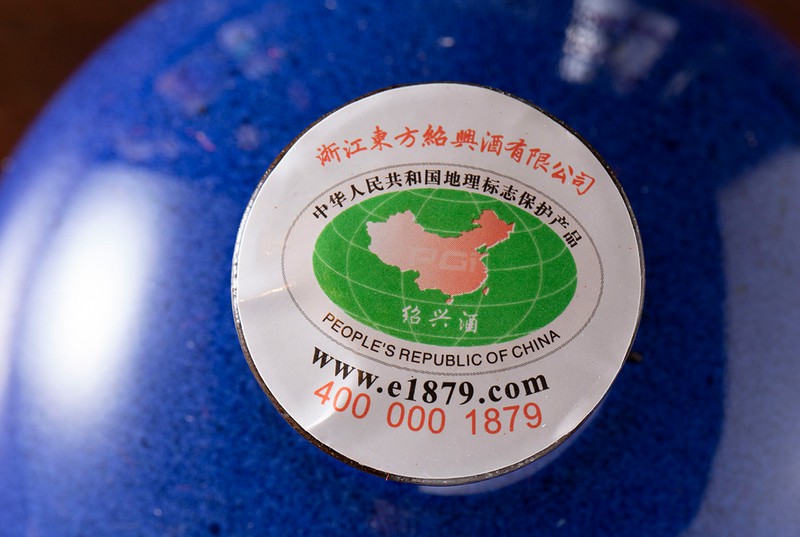 浙江東方紹興酒有限公司
中华人民共和国地理标志保护产品
PGI
绍兴酒
PEOPLE'S REPUBLIC OF CHINA
www.e1879.com
400 000 1879